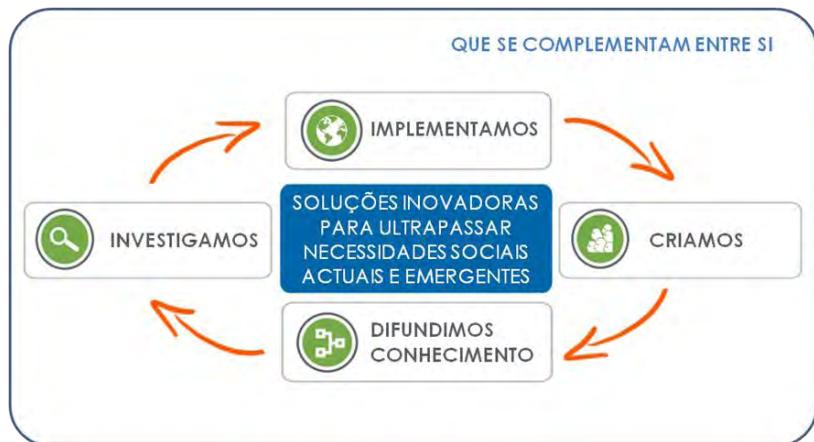 QUE SE COMPLEMENTAM ENTRE SI
IMPLEMENTAMOS
INVESTIGAMOS
SOLUÇÕES INOVADORAS
PARA ULTRAPASSAR
NECESSIDADES SOCIAIS
ACTUAIS E EMERGENTES
CRIAMOS
DIFUNDIMOS
CONHECIMENTO